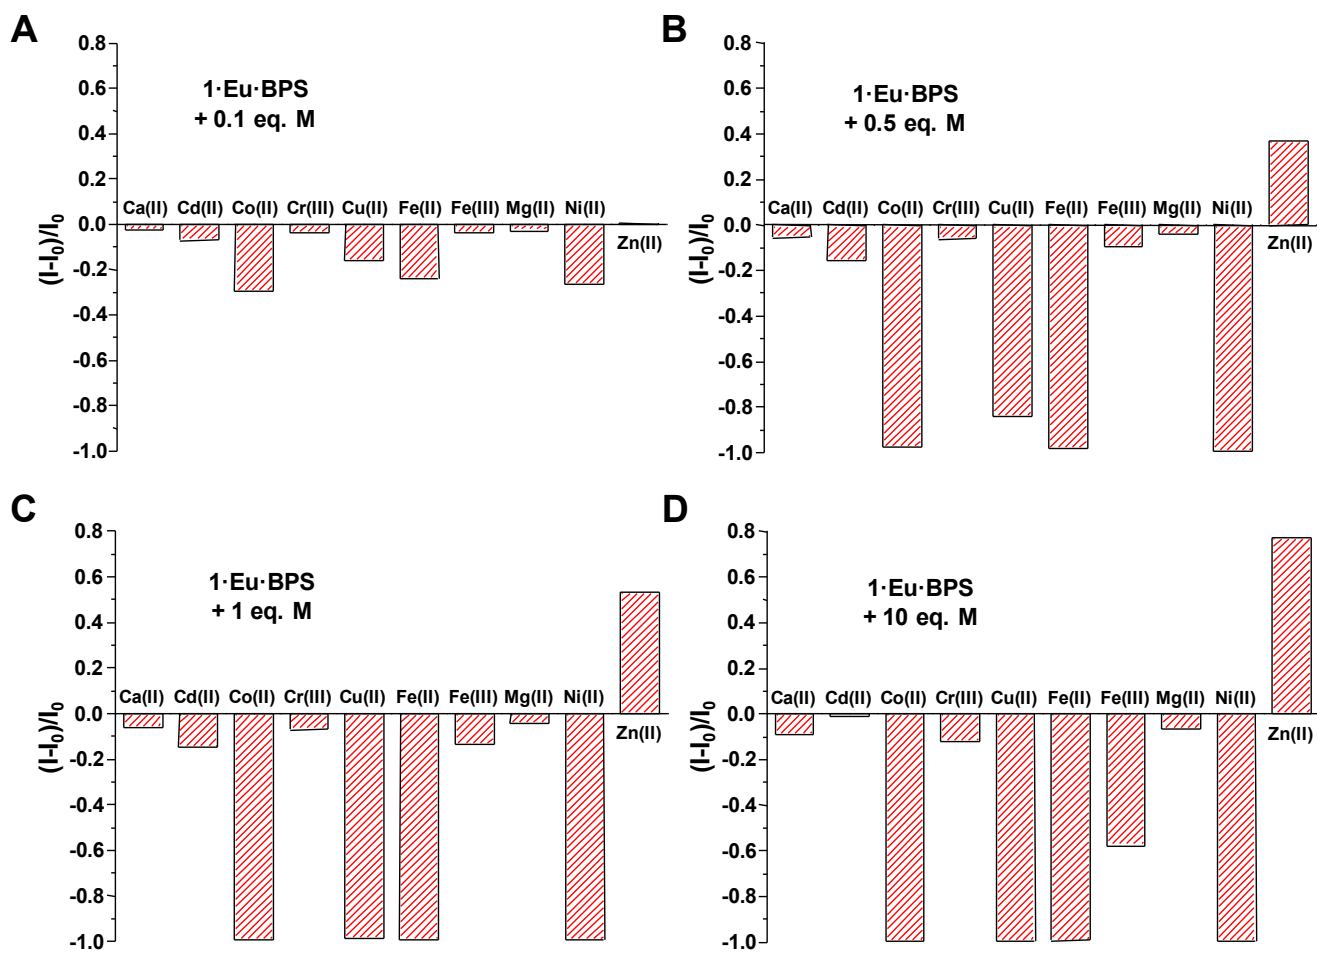 A
0.8
0.6
0.4
0.2
0.0
-0.2
-0.4
-0.6
-0.8
-1.0
(I-I0)/I0
1·Eu·BPS
+ 0.1 eq. M
Ca(II) Cd(II) Co(II) Cr(III) Cu(II) Fe(II) Fe(III) Mg(II) Ni(II)
Zn(II)
B
0.8
0.6
0.4
0.2
0.0
-0.2
-0.4
-0.6
-0.8
-1.0
(I-I0)/I0
1·Eu·BPS
+ 0.5 eq. M
Ca(II) Cd(II) Co(II) Cr(III) Cu(II) Fe(II) Fe(III) Mg(II) Ni(II)
Zn(II)
C
0.8
0.6
0.4
0.2
0.0
-0.2
-0.4
-0.6
-0.8
-1.0
(I-I0)/I0
1·Eu·BPS
+ 1 eq. M
Ca(II) Cd(II) Co(II) Cr(III) Cu(II) Fe(II) Fe(III) Mg(II) Ni(II)
Zn(II)
D
0.8
0.6
0.4
0.2
0.0
-0.2
-0.4
-0.6
-0.8
-1.0
(I-I0)/I0
1·Eu·BPS
+ 10 eq. M
Ca(II) Cd(II) Co(II) Cr(III) Cu(II) Fe(II) Fe(III) Mg(II) Ni(II)
Zn(II)